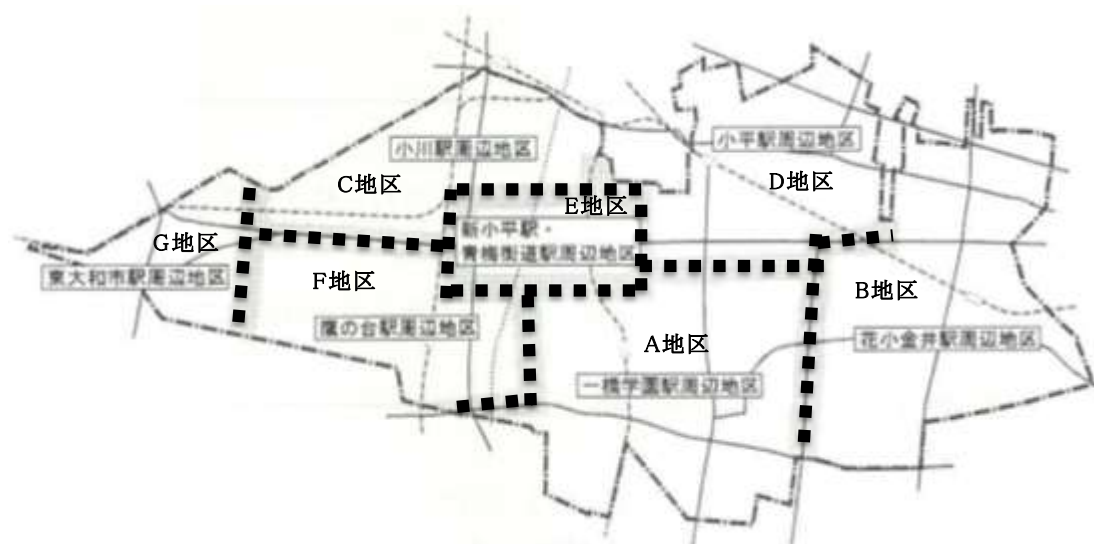 小川駅周辺地区
小平駅周辺地区
C地区
D地区
E地区
新小平駅・
青梅街道駅周辺地区
G地区
東大和市駅周辺地区
F地区
B地区
鷹の台駅周辺地区
A地区
花小金井駅周辺地区
一橋学園駅周辺地区